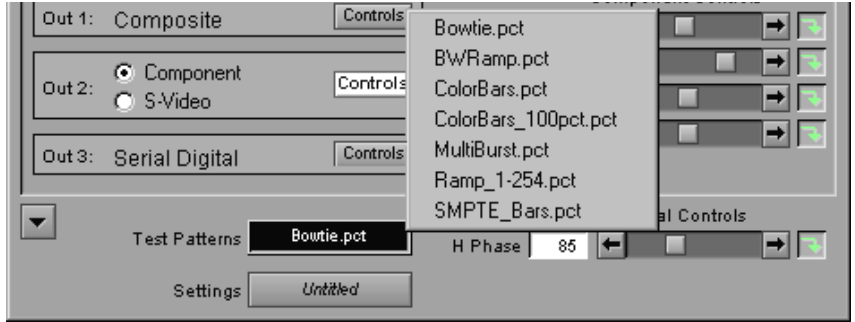 Out 1: Composite Controls
Bowtie.pct
BWRamp.pct
ColorBars.pct
ColorBars_100pct.pct
MultiBurst.pct
Ramp_1-254.pct
SMPTE_Bars.pct
Out 2: Component Controls
S-Video
Out 3: Serial Digital Controls
al Controls
Test Patterns Bowtie.pct
H Phase 85
Settings Untitled